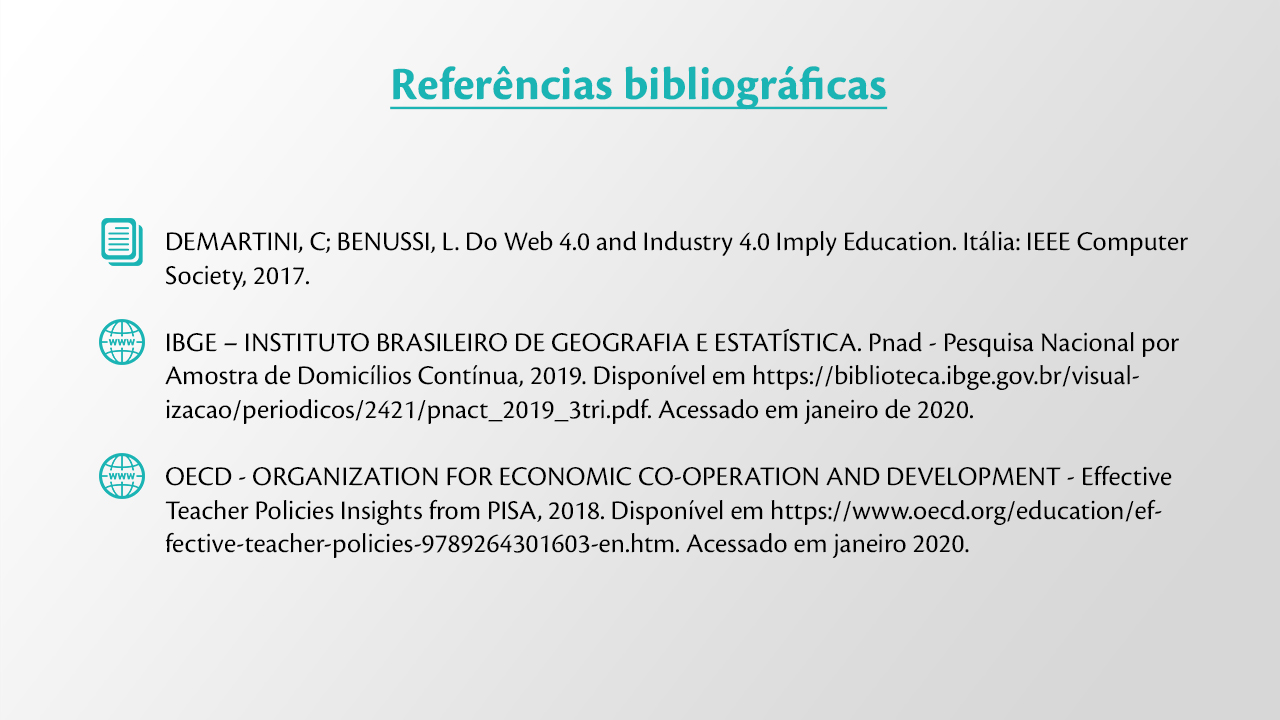 Referências bibliográficas
DEMARTINI, C; BENUSSI, L. Do Web 4.0 and Industry 4.0 Imply Education. Itália: IEEE Computer
Society, 2017.
www
IBGE – INSTITUTO BRASILEIRO DE GEOGRAFIA E ESTATÍSTICA. Pnad - Pesquisa Nacional por
Amostra de Domicílios Contínua, 2019. Disponível em https://biblioteca.ibge.gov.br/visual-
izacao/periodicos/2421/pnact_2019_3tri.pdf. Acessado em janeiro de 2020.
www
OECD - ORGANIZATION FOR ECONOMIC CO-OPERATION AND DEVELOPMENT - Effective
Teacher Policies Insights from PISA, 2018. Disponível em https://www.oecd.org/education/ef-
fective-teacher-policies-9789264301603-en.htm. Acessado em janeiro 2020.